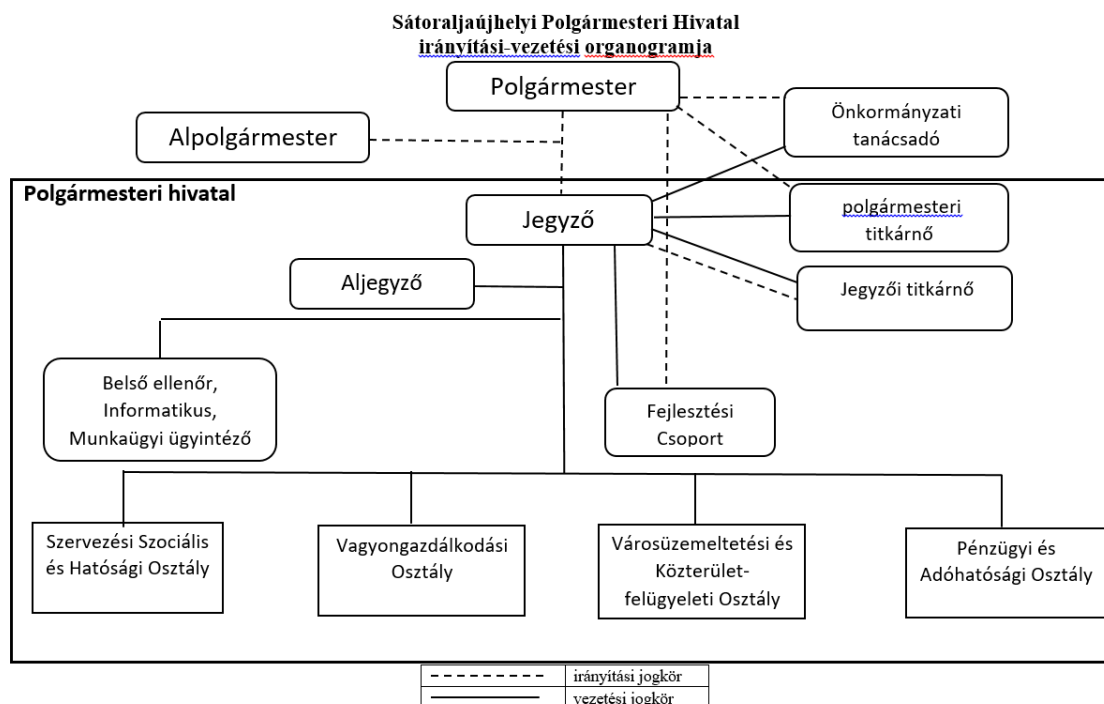 Sátoraljaújhelyi Polgármesteri Hivatal
irányítási-vezetési organogramja
Polgármester
Alpolgármester
Önkormányzati
tanácsadó
Polgármesteri hivatal
Jegyző
polgármesteri
titkárnő
Aljegyző
Jegyzői titkárnő
Belső ellenőr,
Informatikus,
Munkaügyi ügyintéző
Fejlesztési
Csoport
Szervezési Szociális
és Hatósági Osztály
Vagyongazdálkodási
Osztály
Városüzemeltetési és
Közterület-
felügyeleti Osztály
Pénzügyi és
Adóhatósági Osztály
irányítási jogkör
vezetési jogkör